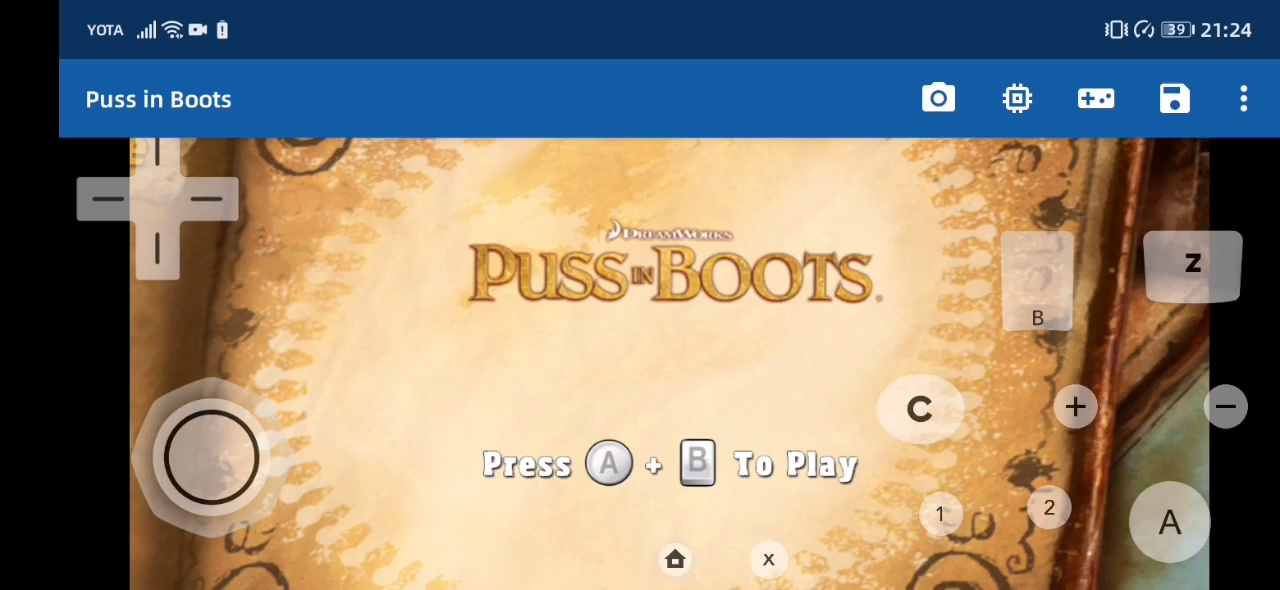 YOTA
39 21:24
Puss in Boots
DREAMWORKS
PUSS IN BOOTS
Z
B
C
+
−
Press A + B To Play
1
2
A
X